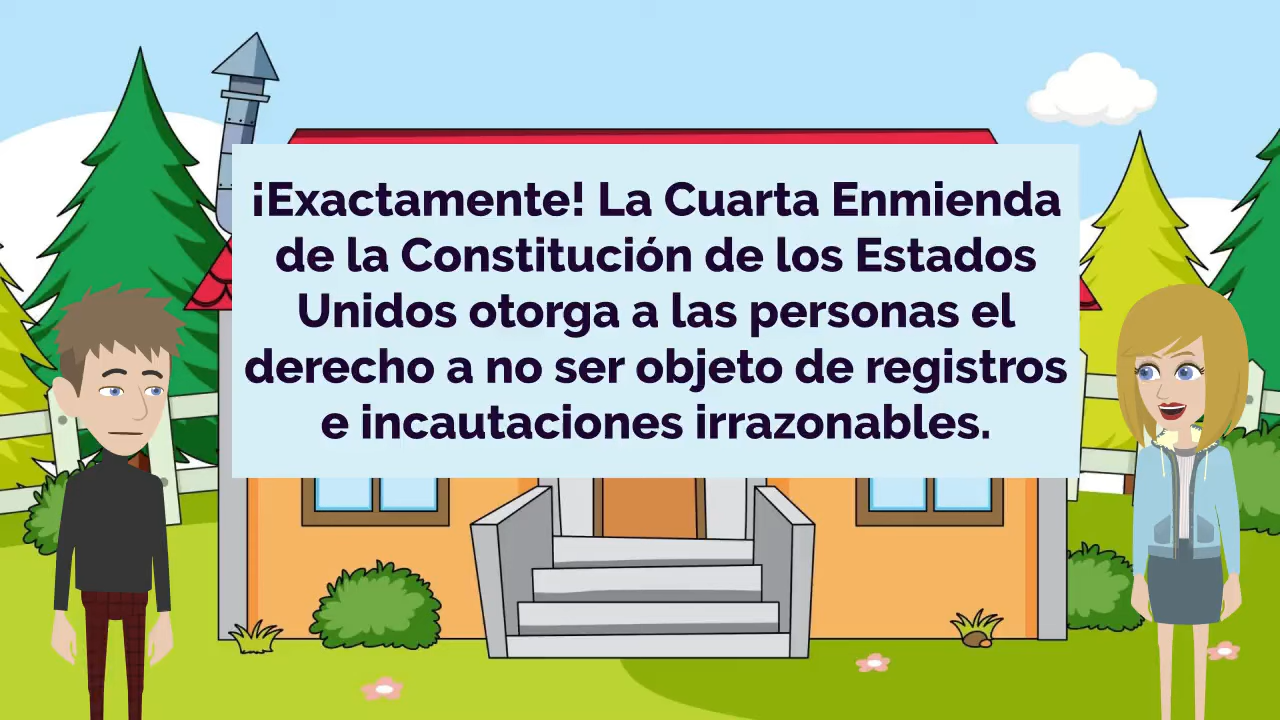 ¡Exactamente! La Cuarta Enmienda
de la Constitución de los Estados
Unidos otorga a las personas el
derecho a no ser objeto de registros
e incautaciones irrazonables.